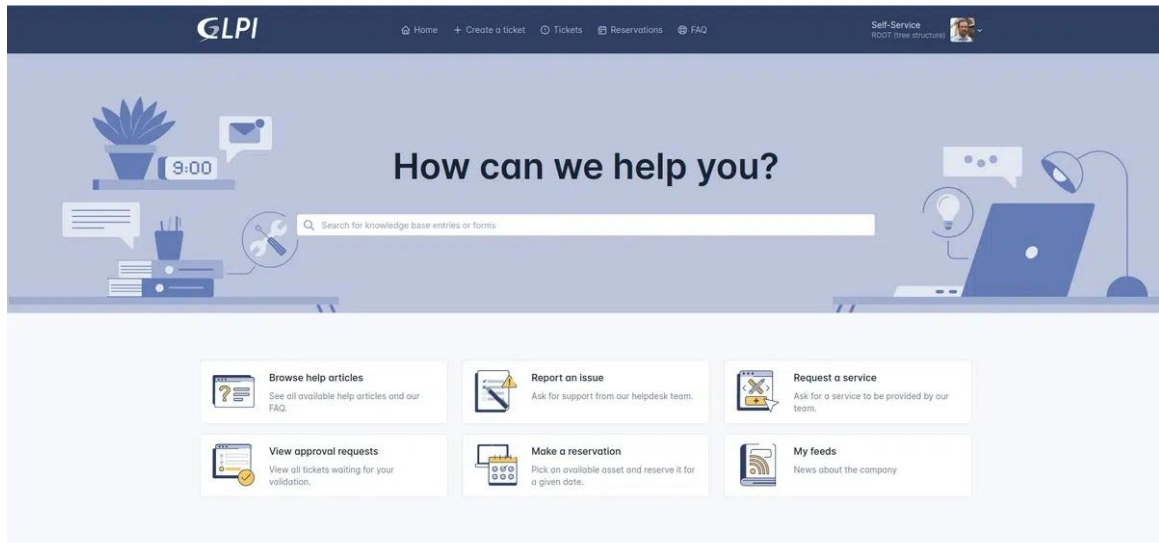 GLPI
Home
+ Create a ticket
Tickets
Reservations
FAQ
Self-Service
ROOT (tree structure)
9:00
How can we help you?
Search for knowledge base entries or forms
Browse help articles
See all available help articles and our
FAQ.
Report an issue
Ask for support from our helpdesk team.
Request a service
Ask for a service to be provided by our
team.
View approval requests
View all tickets waiting for your
validation.
Make a reservation
Pick an available asset and reserve it for
a given date.
My feeds
News about the company